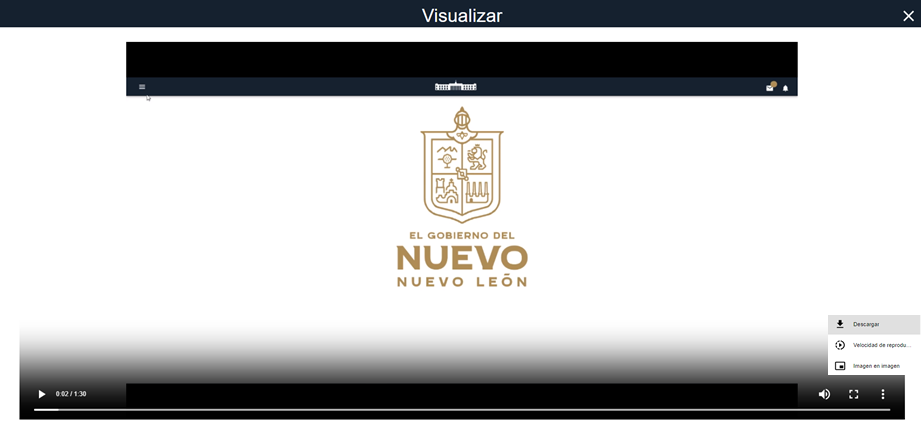 Visualizar
EL GOBIERNO DEL
NUEVO
NUEVO LEÓN
Descargar
Velocidad de reprodu...
Imagen en imagen
0:02 / 1:30